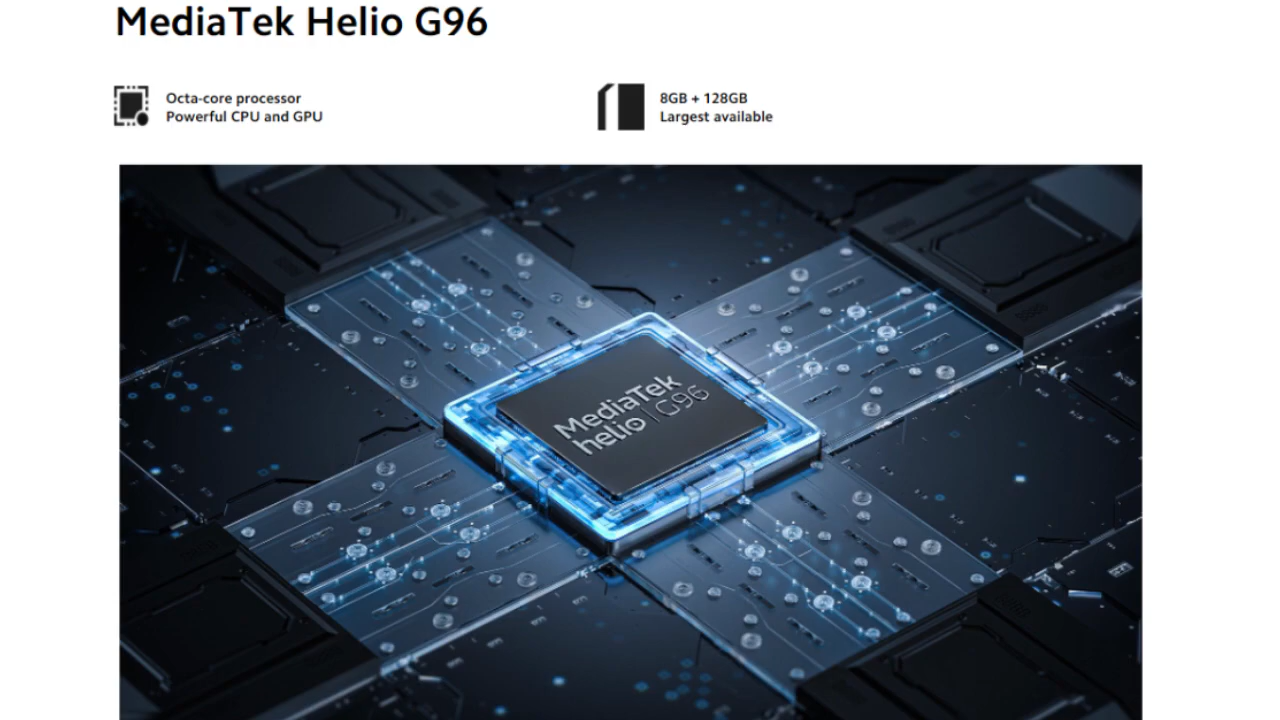 MediaTek Helio G96
Octa-core processor
Powerful CPU and GPU
8GB + 128GB
Largest available
MediaTek
helio | G96